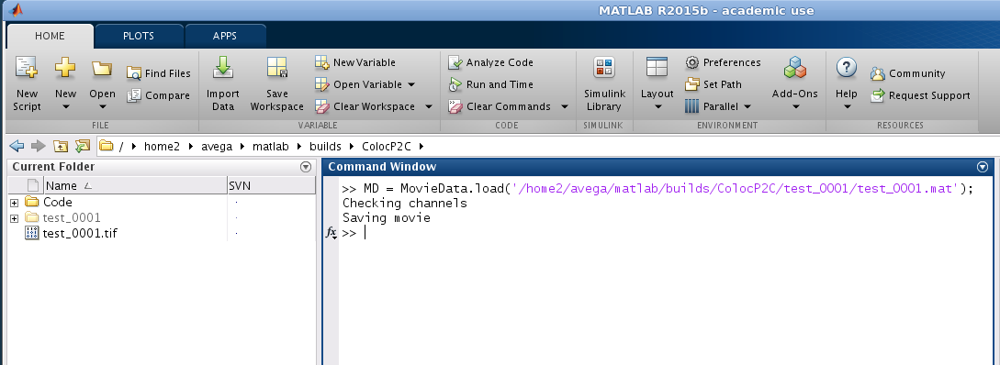 MATLAB R2015b - academic use
HOME PLOTS APPS
New Script
New
Open
Find Files
Compare
FILE
Import Data
Save Workspace
New Variable
Open Variable
Clear Workspace
VARIABLE
Analyze Code
Run and Time
Clear Commands
CODE
Simulink Library
SIMULINK
Layout
Preferences
Set Path
Parallel
Add-Ons
ENVIRONMENT
Help
Community
Request Support
RESOURCES
/ home2 avega matlab builds ColocP2C
Current Folder
Name SVN
Code
test_0001
test_0001.tif
Command Window
>> MD = MovieData.load('/home2/avega/matlab/builds/ColocP2C/test_0001/test_0001.mat');
Checking channels
Saving movie
fx >>